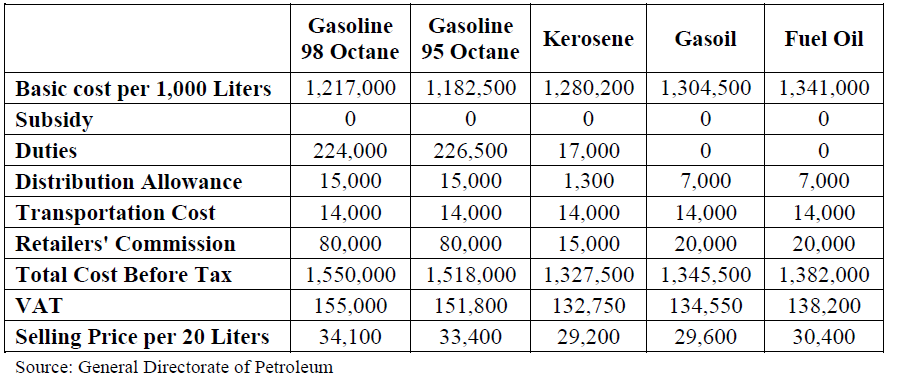 Gasoline 98 Octane Gasoline 95 Octane Kerosene Gasoil Fuel Oil
Basic cost per 1,000 Liters 1,217,000 1,182,500 1,280,200 1,304,500 1,341,000
Subsidy 0 0 0 0 0
Duties 224,000 226,500 17,000 0 0
Distribution Allowance 15,000 15,000 1,300 7,000 7,000
Transportation Cost 14,000 14,000 14,000 14,000 14,000
Retailers' Commission 80,000 80,000 15,000 20,000 20,000
Total Cost Before Tax 1,550,000 1,518,000 1,327,500 1,345,500 1,382,000
VAT 155,000 151,800 132,750 134,550 138,200
Selling Price per 20 Liters 34,100 33,400 29,200 29,600 30,400
Source: General Directorate of Petroleum